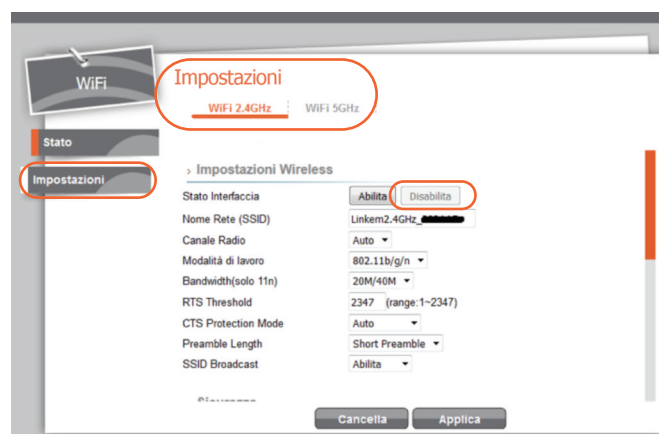 WiFi
Impostazioni
WiFi 2.4GHz WiFi 5GHz
Stato
Impostazioni
› Impostazioni Wireless
Stato Interfaccia Abilita Disabilita
Nome Rete (SSID) Linkem2.4GHz_
Canale Radio Auto
Modalità di lavoro 802.11b/g/n
Bandwidth(solo 11n) 20M/40M
RTS Threshold 2347 (range:1~2347)
CTS Protection Mode Auto
Preamble Length Short Preamble
SSID Broadcast Abilita
Cancella Applica